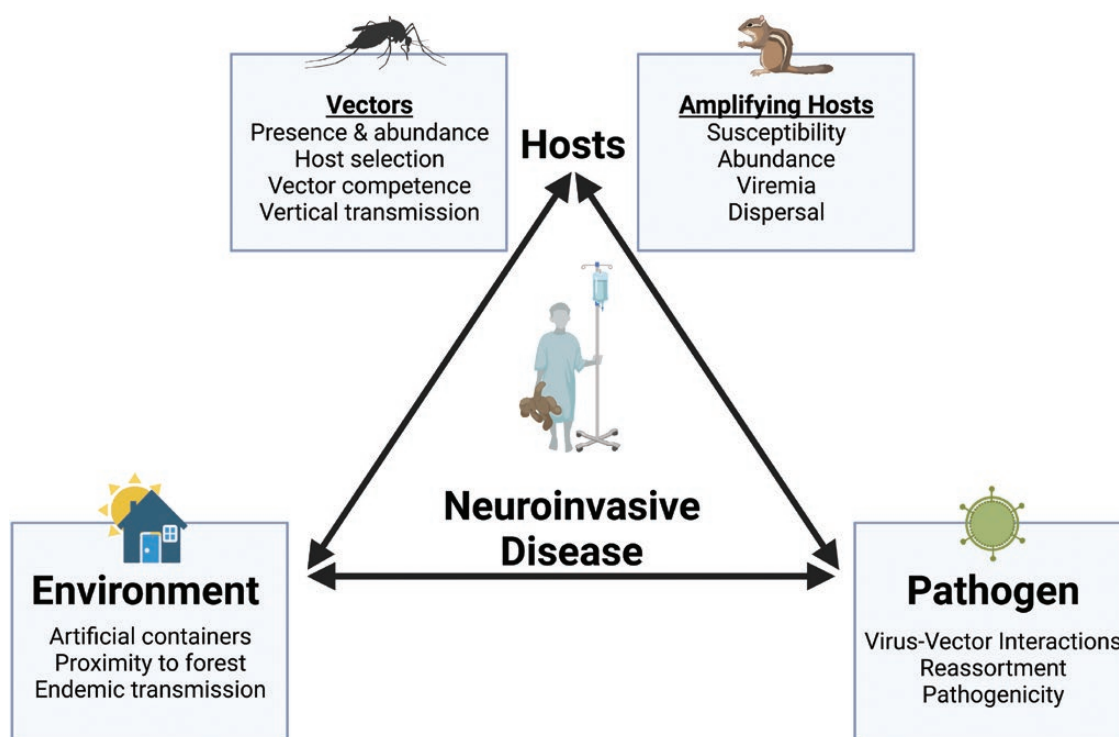 Vectors
Presence & abundance
Host selection
Vector competence
Vertical transmission
Hosts
Amplifying Hosts
Susceptibility
Abundance
Viremia
Dispersal
Neuroinvasive
Disease
Environment
Artificial containers
Proximity to forest
Endemic transmission
Pathogen
Virus-Vector Interactions
Reassortment
Pathogenicity